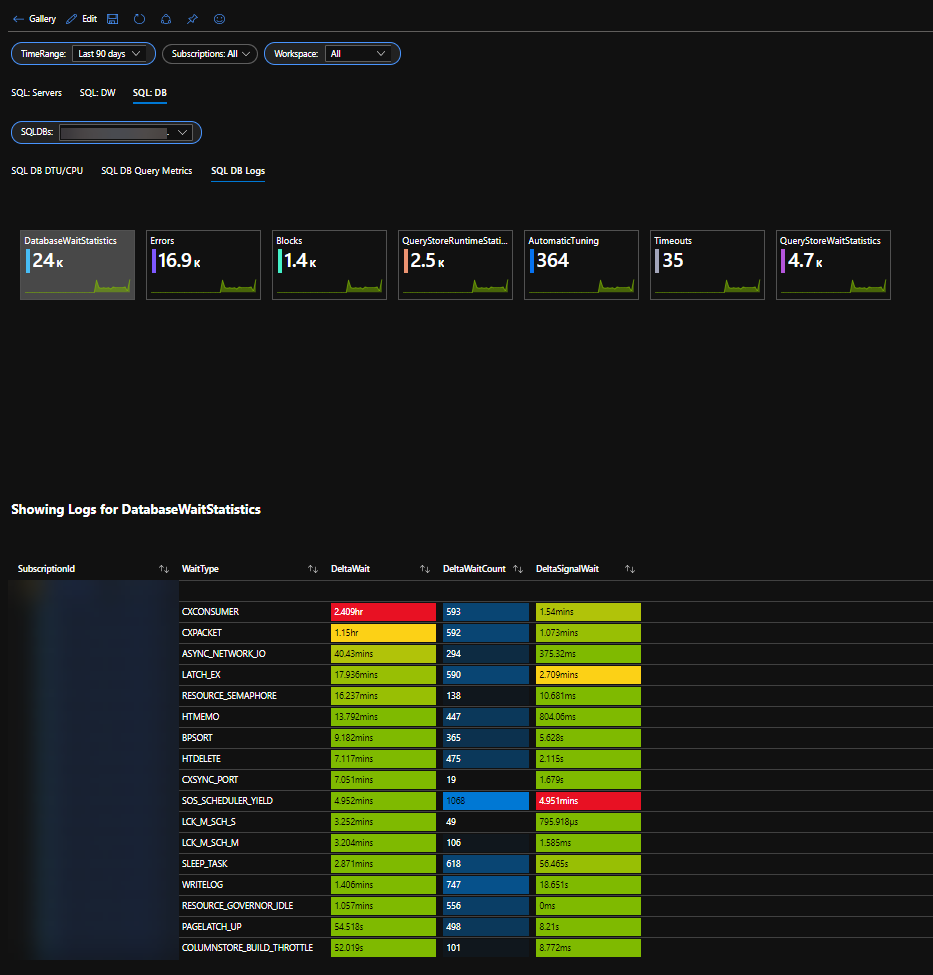 Gallery Edit
TimeRange: Last 90 days Subscriptions: All Workspace: All
SQL: Servers SQL: DW SQL: DB
SQLDBs:
SQL DB DTU/CPU SQL DB Query Metrics SQL DB Logs
DatabaseWaitStatistics Errors Blocks QueryStoreRuntimeStati... AutomaticTuning Timeouts QueryStoreWaitStatistics
24 K 16.9 K 1.4 K 2.5 K 364 35 4.7 K
Showing Logs for DatabaseWaitStatistics
SubscriptionId WaitType DeltaWait DeltaWaitCount DeltaSignalWait
CXCONSUMER 2.409hr 593 1.54mins
CXPACKET 1.15hr 592 1.073mins
ASYNC_NETWORK_IO 40.43mins 294 375.32ms
LATCH_EX 17.936mins 590 2.709mins
RESOURCE_SEMAPHORE 16.237mins 138 10.681ms
HTMEMO 13.792mins 447 804.06ms
BPSORT 9.182mins 365 5.628s
HTDELETE 7.117mins 475 2.115s
CXSYNC_PORT 7.051mins 19 1.679s
SOS_SCHEDULER_YIELD 4.952mins 1068 4.951mins
LCK_M_SCH_S 3.252mins 49 795.918µs
LCK_M_SCH_M 3.204mins 106 1.585ms
SLEEP_TASK 2.871mins 618 56.465s
WRITELOG 1.406mins 747 18.651s
RESOURCE_GOVERNOR_IDLE 1.057mins 556 0ms
PAGELATCH_UP 54.518s 498 8.21s
COLUMNSTORE_BUILD_THROTTLE 52.019s 101 8.772ms